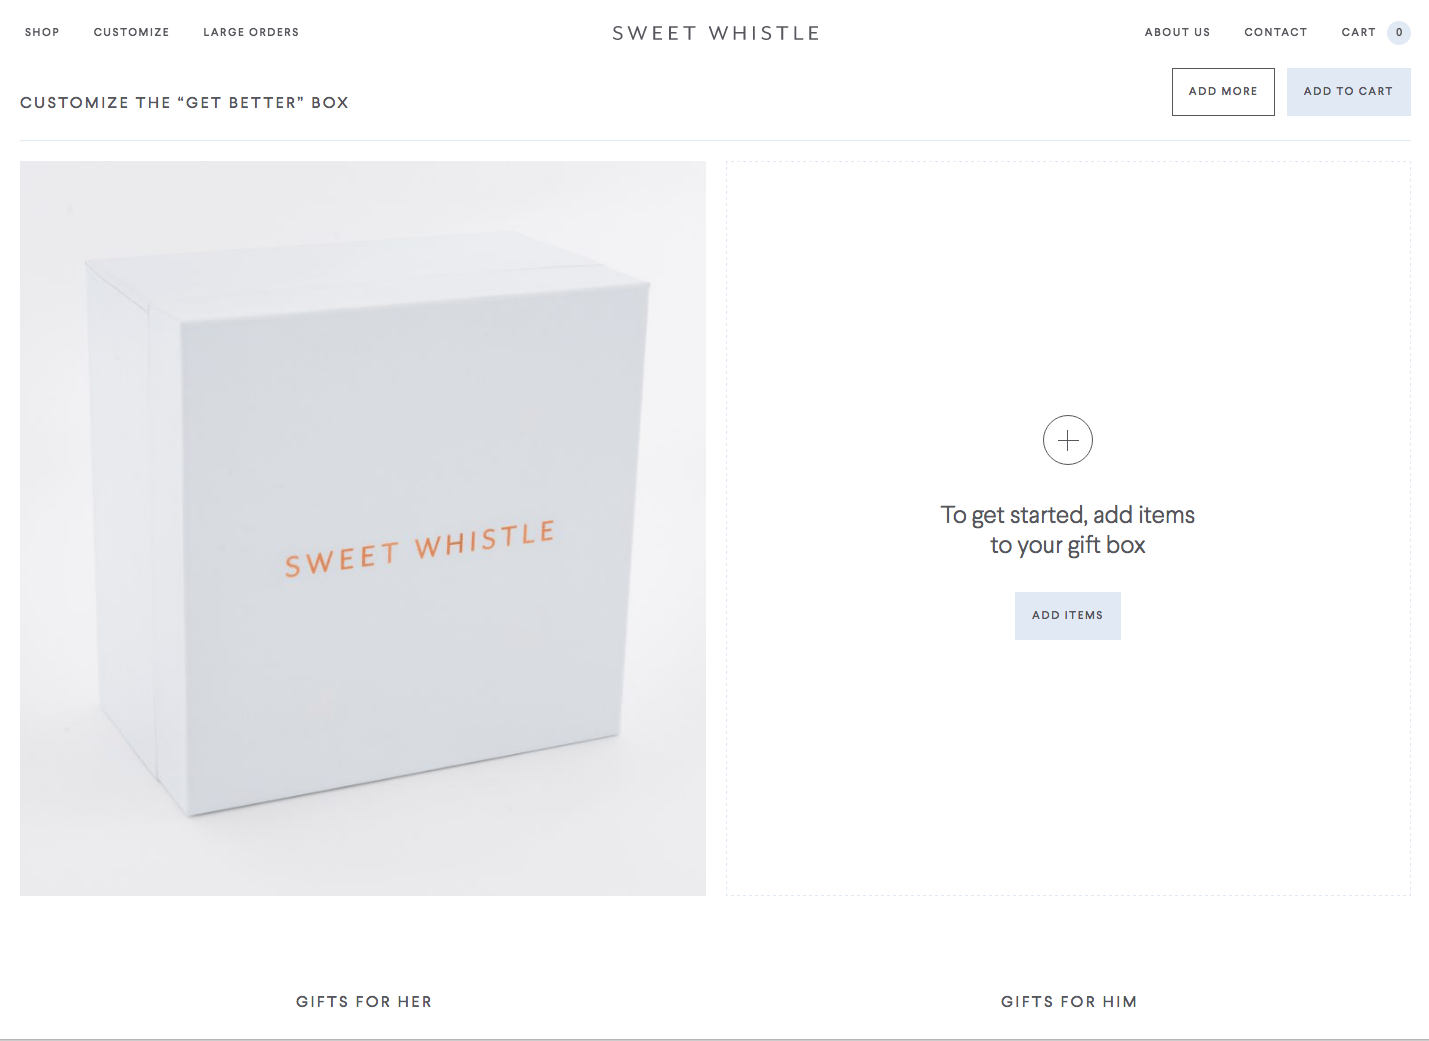 SHOP CUSTOMIZE LARGE ORDERS SWEET WHISTLE ABOUT US CONTACT CART 0
CUSTOMIZE THE “GET BETTER” BOX ADD MORE ADD TO CART
SWEET WHISTLE
To get started, add items
to your gift box
ADD ITEMS
GIFTS FOR HER GIFTS FOR HIM